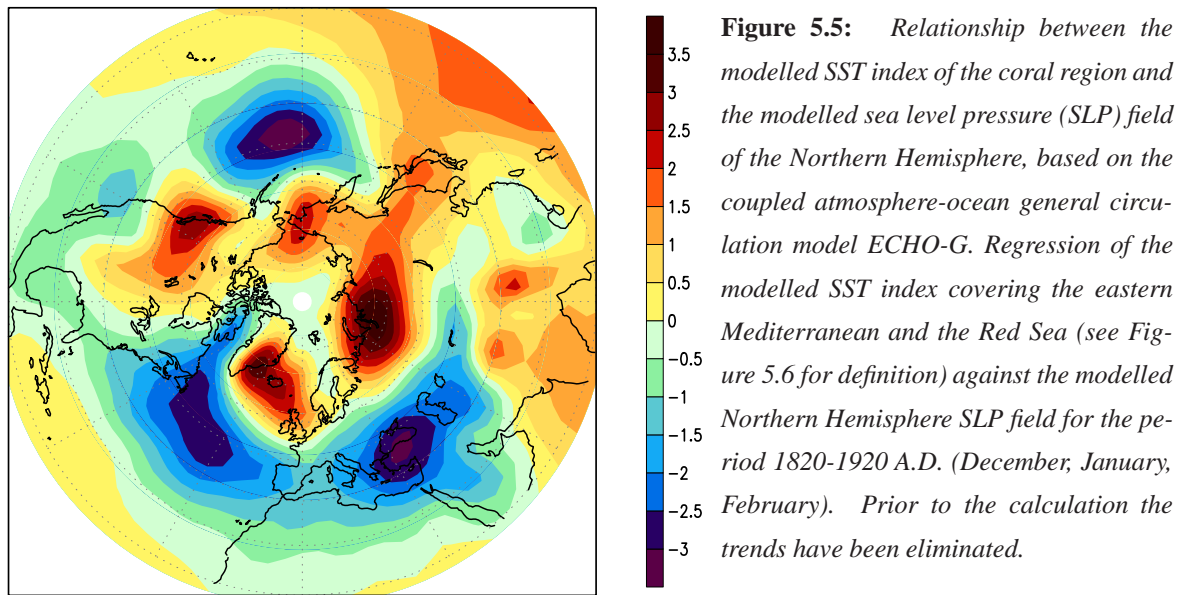 3.5
3
2.5
2
1.5
1
0.5
0
−0.5
−1
−1.5
−2
−2.5
−3
Figure 5.5: Relationship between the
modelled SST index of the coral region and
the modelled sea level pressure (SLP) field
of the Northern Hemisphere, based on the
coupled atmosphere-ocean general circu-
lation model ECHO-G. Regression of the
modelled SST index covering the eastern
Mediterranean and the Red Sea (see Fig-
ure 5.6 for definition) against the modelled
Northern Hemisphere SLP field for the pe-
riod 1820-1920 A.D. (December, January,
February). Prior to the calculation the
trends have been eliminated.